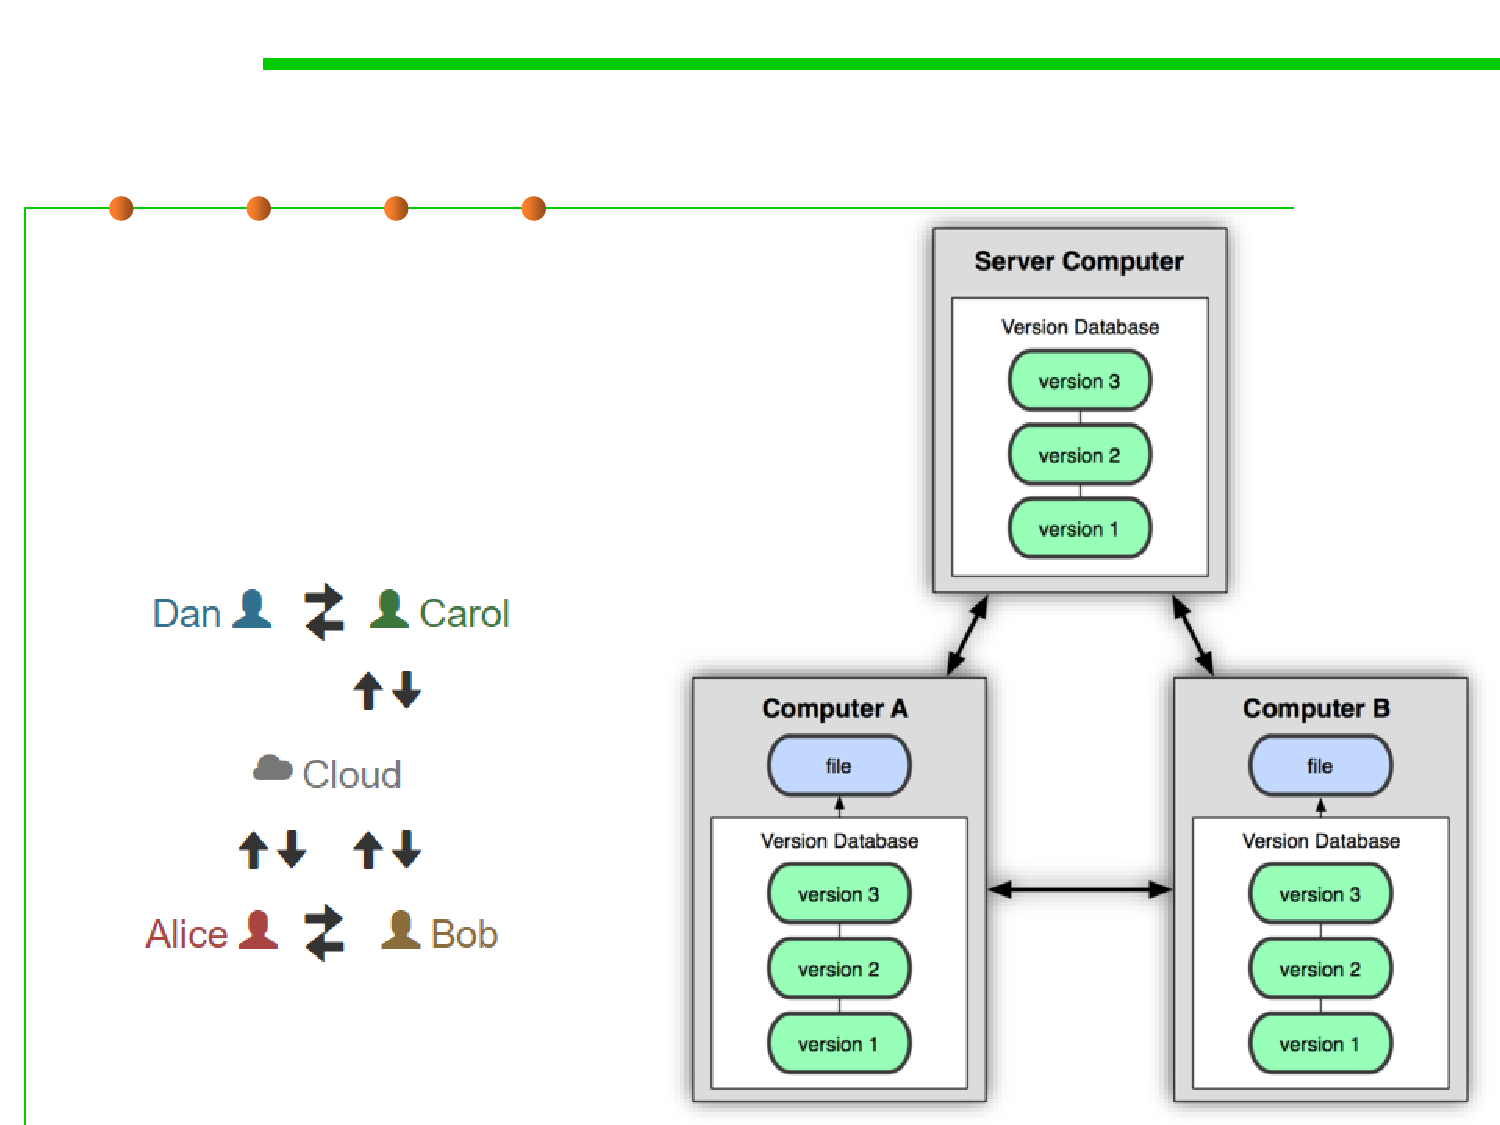 Dan Carol
Cloud
Alice Bob
Server Computer
Version Database
version 3
version 2
version 1
Computer A
file
Version Database
version 3
version 2
version 1
Computer B
file
Version Database
version 3
version 2
version 1